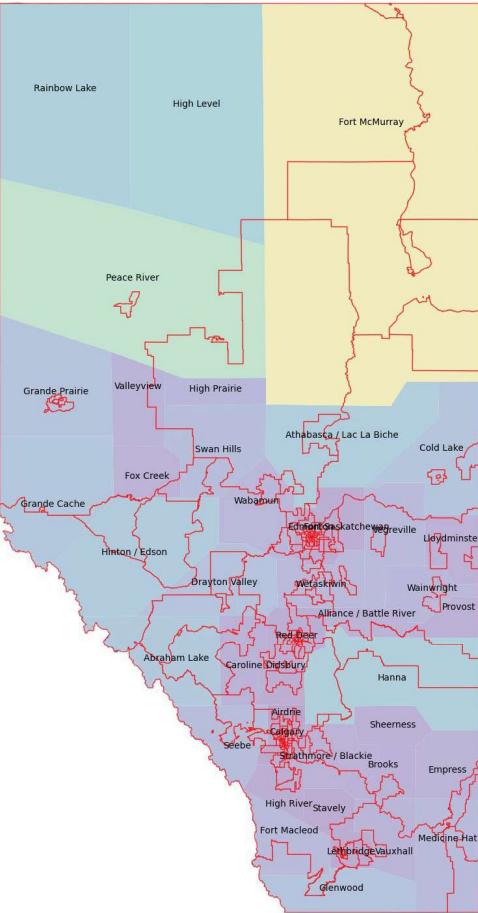 Rainbow Lake
High Level
Fort McMurray
Peace River
Grande Prairie
Valleyview
High Prairie
Athabasca / Lac La Biche
Swan Hills
Cold Lake
Fox Creek
Wabamun
Grande Cache
Edmonton
Fort Saskatchewan
Vegreville
Lloydminste
Hinton / Edson
Drayton Valley
Wetaskiwin
Wainwright
Provost
Alliance / Battle River
Red Deer
Abraham Lake
Caroline
Didsbury
Hanna
Airdrie
Sheerness
Calgary
Seebe
Strathmore / Blackie
Brooks
Empress
High River
Stavely
Fort Macleod
Medicine Hat
Lethbridge
Vauxhall
Glenwood